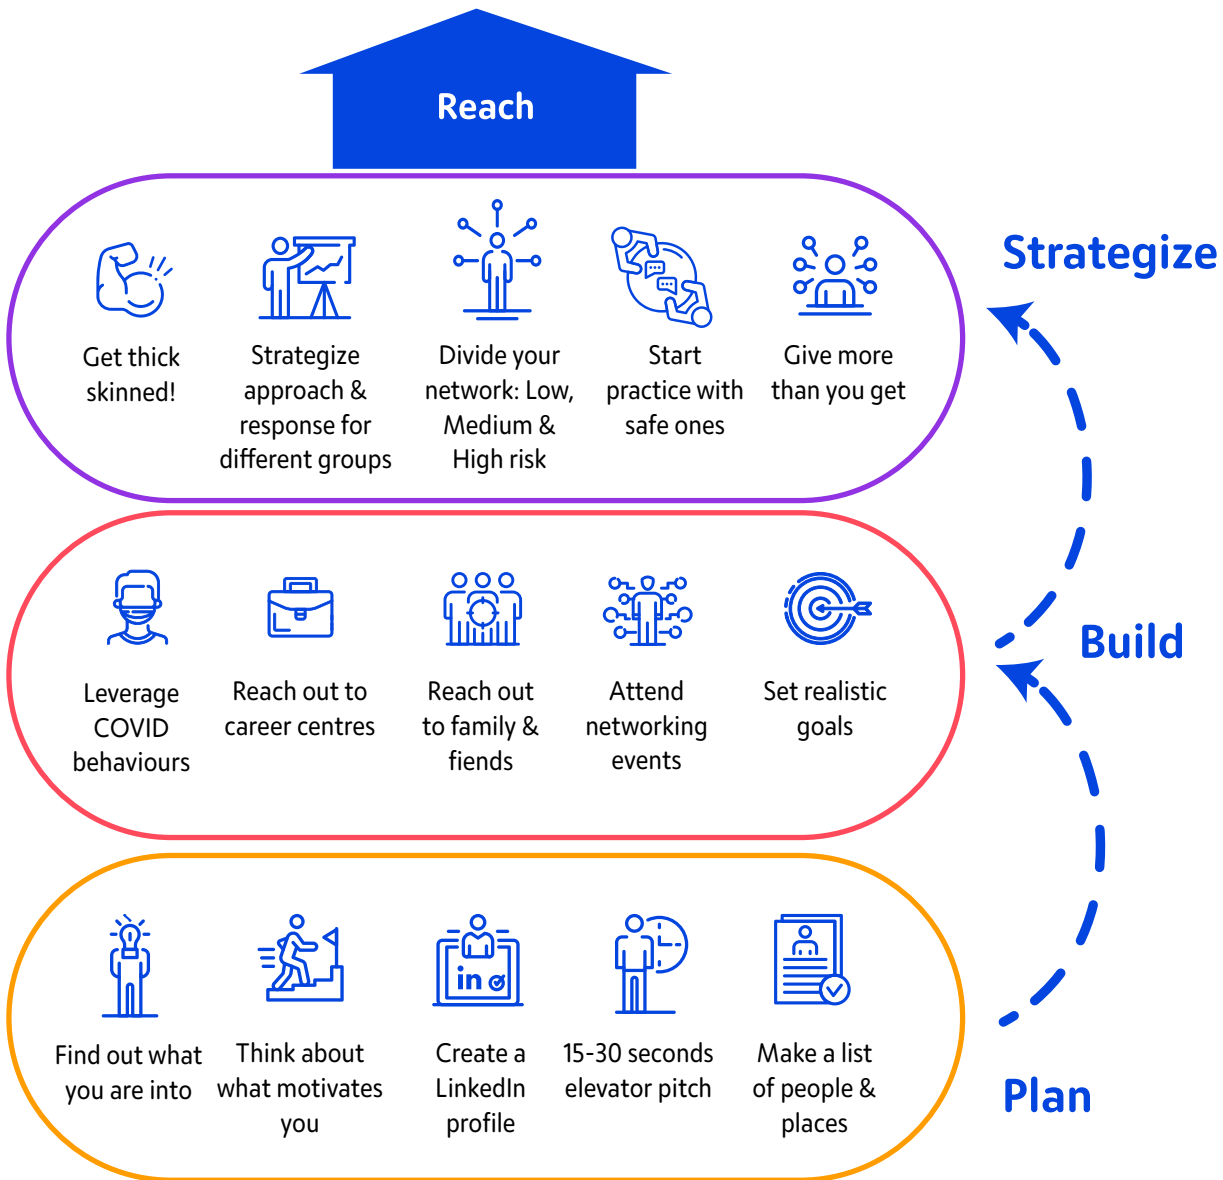 Reach
Strategize
Get thick
skinned!
Strategize
approach &
response for
different groups
Divide your
network: Low,
Medium &
High risk
Start
practice with
safe ones
Give more
than you get
Build
Leverage
COVID
behaviours
Reach out to
career centres
Reach out
to family &
fiends
Attend
networking
events
Set realistic
goals
in
Find out what
you are into
Think about
what motivates
you
Create a
LinkedIn
profile
15-30 seconds
elevator pitch
Make a list
of people &
places
Plan